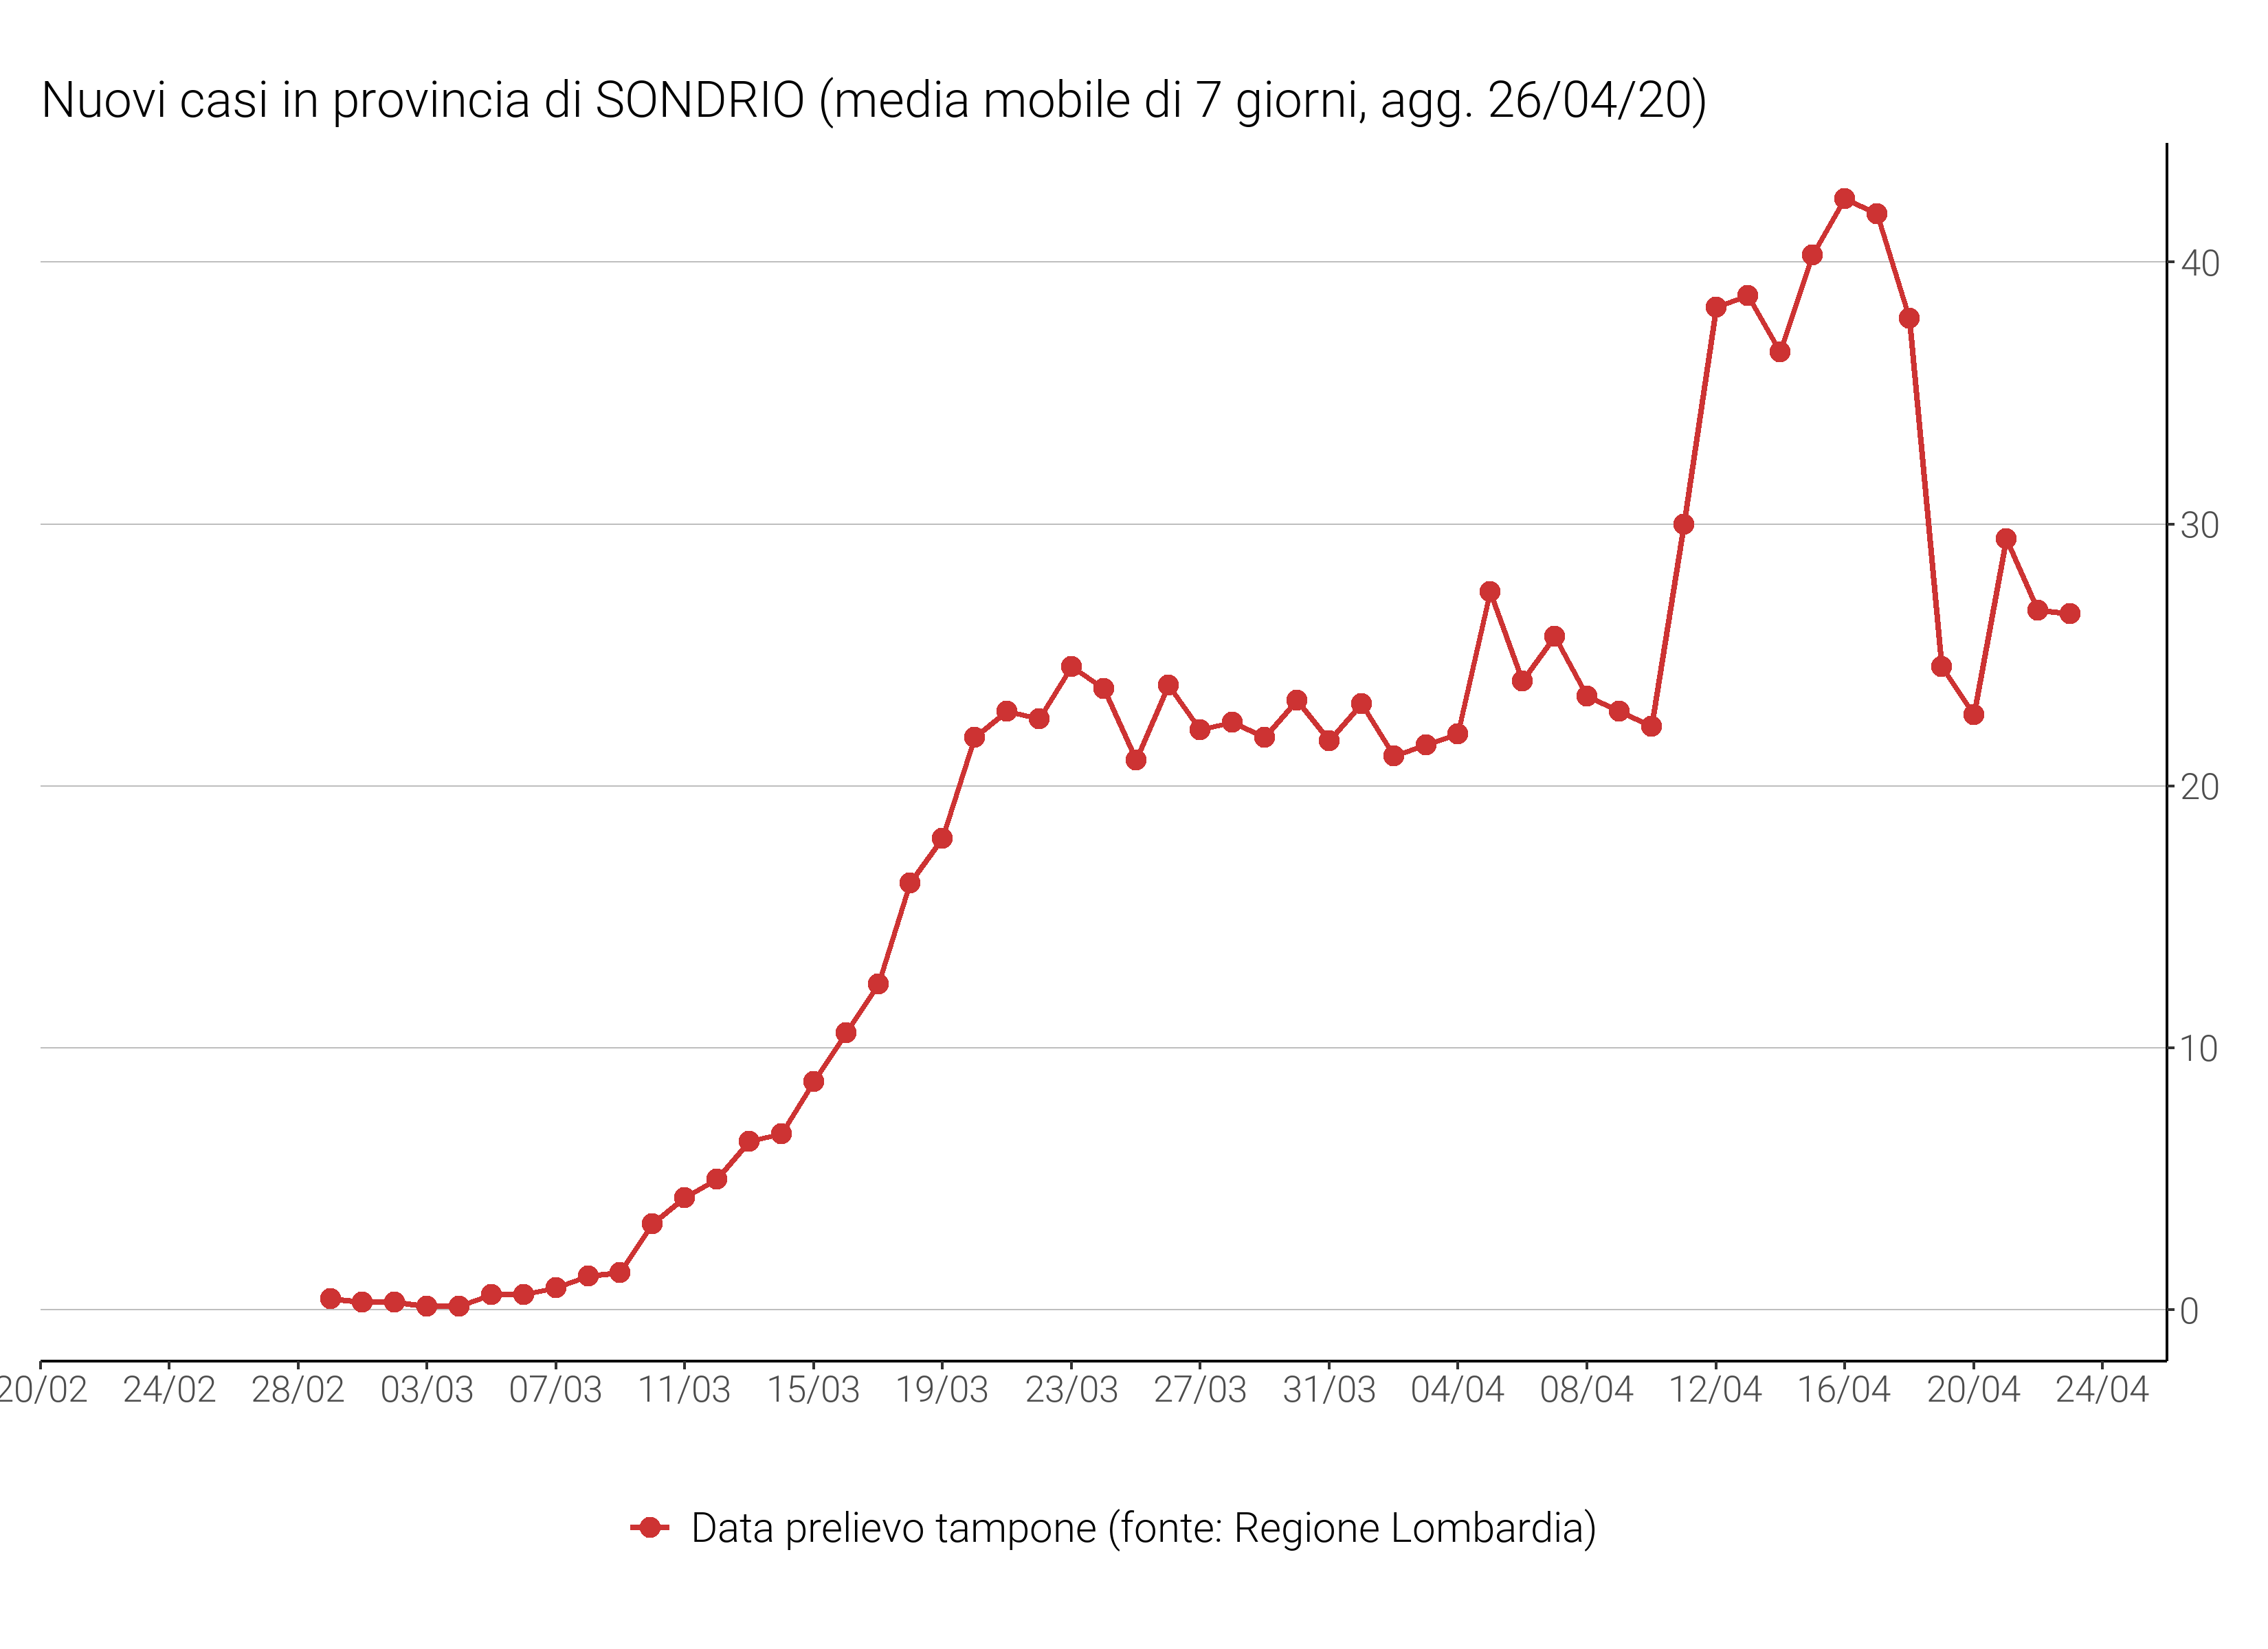 Nuovi casi in provincia di SONDRIO (media mobile di 7 giorni, agg. 26/04/20)
40
30
20
10
0
20/02 24/02 28/02 03/03 07/03 11/03 15/03 19/03 23/03 27/03 31/03 04/04 08/04 12/04 16/04 20/04 24/04
Data prelievo tampone (fonte: Regione Lombardia)